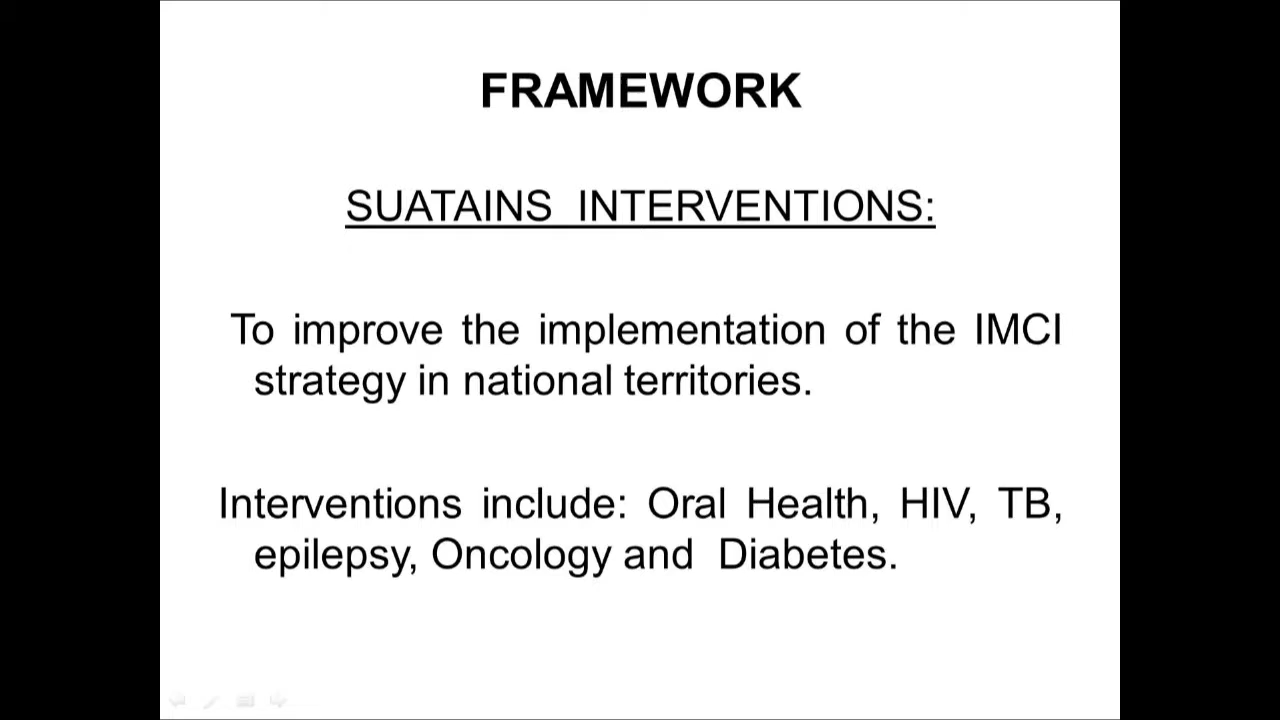 FRAMEWORK
SUATAINS INTERVENTIONS:
To improve the implementation of the IMCI
strategy in national territories.
Interventions include: Oral Health, HIV, TB,
epilepsy, Oncology and Diabetes.